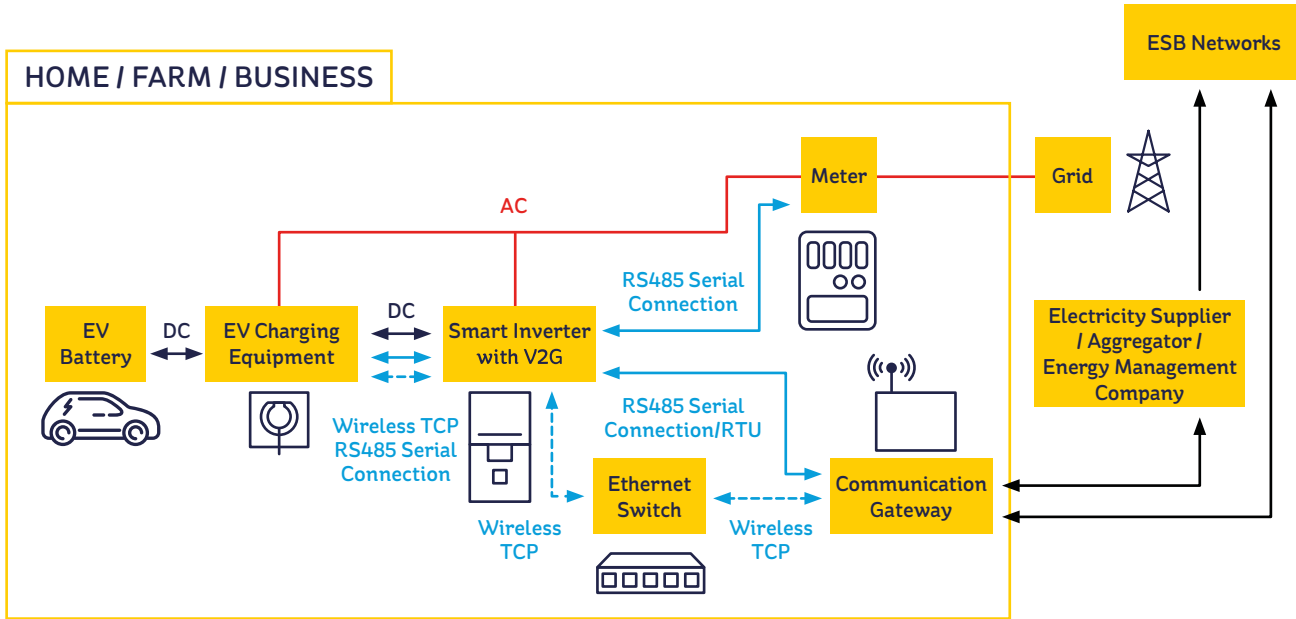 ESB Networks
HOME / FARM / BUSINESS
Meter
Grid
AC
RS485 Serial
Connection
EV
Battery
DC
EV Charging
Equipment
DC
Smart Inverter
with V2G
Electricity Supplier
/ Aggregator /
Energy Management
Company
Wireless TCP
RS485 Serial
Connection
RS485 Serial
Connection/RTU
Ethernet
Switch
Communication
Gateway
Wireless
TCP
Wireless
TCP